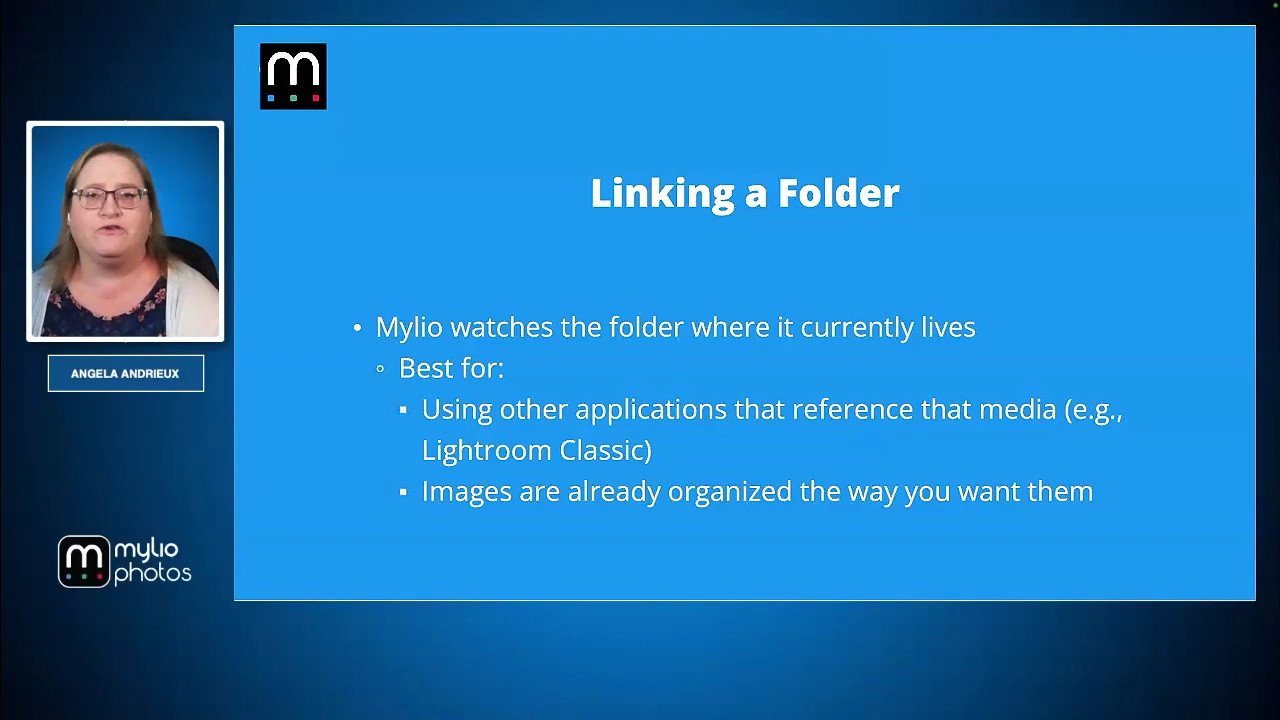 Linking a Folder
• Mylio watches the folder where it currently lives
◦ Best for:
▪ Using other applications that reference that media (e.g.,
Lightroom Classic)
▪ Images are already organized the way you want them
ANGELA ANDRIEUX
m mylio
photos
m